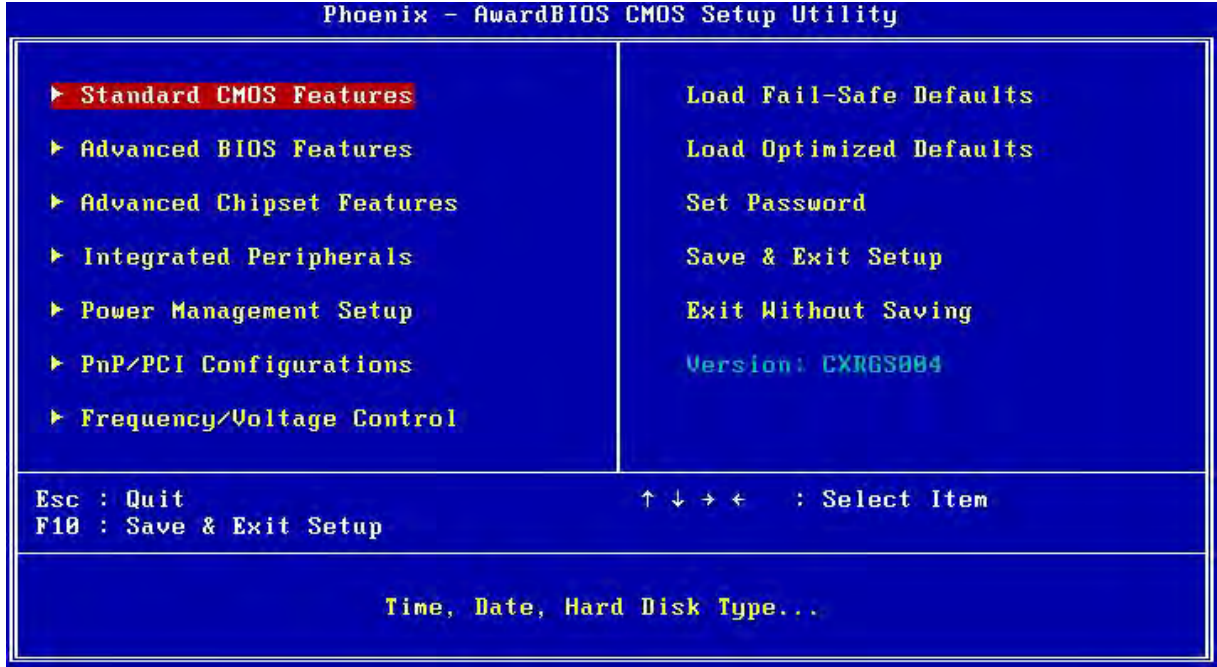 Phoenix - AwardBIOS CMOS Setup Utility
▶ Standard CMOS Features
▶ Advanced BIOS Features
▶ Advanced Chipset Features
▶ Integrated Peripherals
▶ Power Management Setup
▶ PnP/PCI Configurations
▶ Frequency/Voltage Control
Load Fail-Safe Defaults
Load Optimized Defaults
Set Password
Save & Exit Setup
Exit Without Saving
Version: CXRGS004
Esc : Quit
F10 : Save & Exit Setup
↑ ↓ → ← : Select Item
Time, Date, Hard Disk Type...